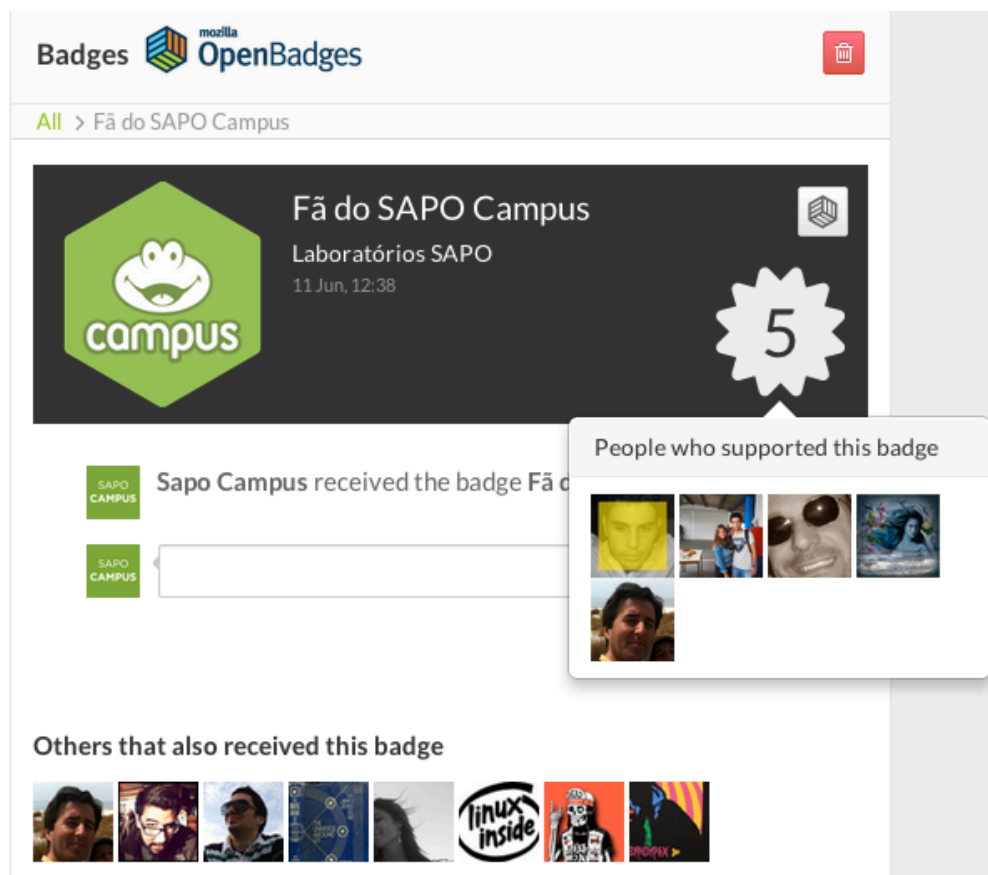 Badges mozilla OpenBadges
All > Fã do SAPO Campus
campus
Fã do SAPO Campus
Laboratórios SAPO
11 Jun, 12:38
5
People who supported this badge
SAPO CAMPUS
Sapo Campus received the badge Fã d
SAPO CAMPUS
Others that also received this badge
linux
inside